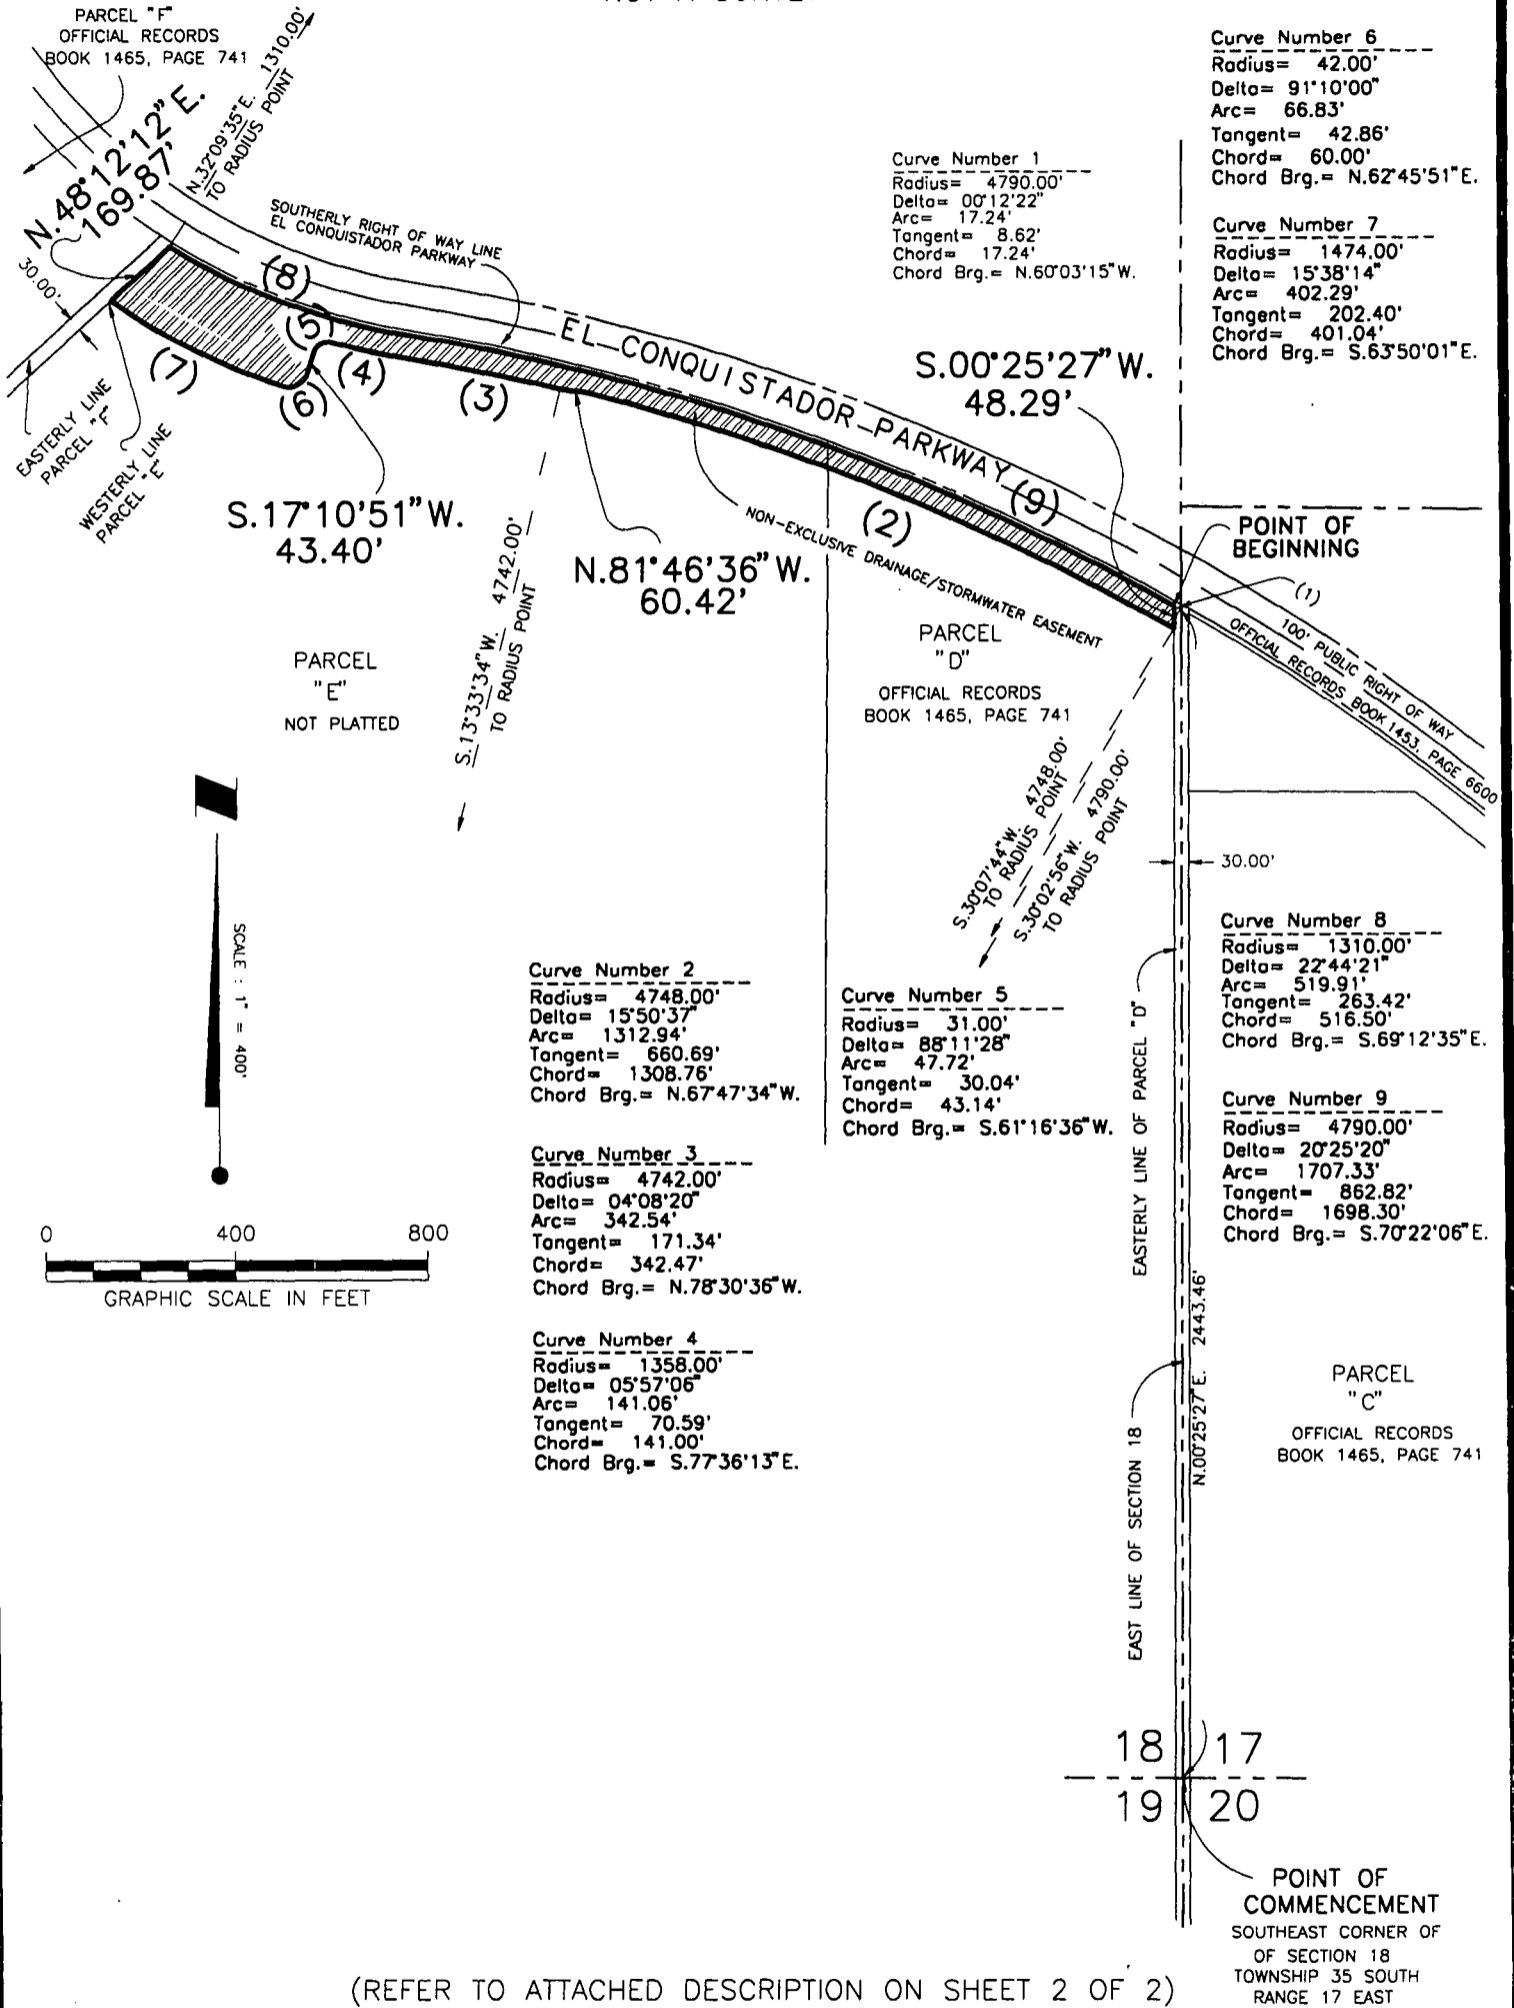 PARCEL "F"
OFFICIAL RECORDS
BOOK 1465, PAGE 741
N.48°12'12"E.
169.87'
N.32°09'35"E. 1310.00'
TO RADIUS POINT
30.00'
SOUTHERLY RIGHT OF WAY LINE
EL CONQUISTADOR PARKWAY
EASTERLY LINE
PARCEL "F"
WESTERLY LINE
PARCEL "E"
(8)
(5)
(7)
(6)
(4)
(3)
EL CONQUISTADOR PARKWAY
(9)
(2)
Curve Number 1
Radius= 4790.00'
Delta= 00°12'22"
Arc= 17.24'
Tangent= 8.62'
Chord= 17.24'
Chord Brg.= N.60°03'15"W.
Curve Number 6
Radius= 42.00'
Delta= 91°10'00"
Arc= 66.83'
Tangent= 42.86'
Chord= 60.00'
Chord Brg.= N.62°45'51"E.
Curve Number 7
Radius= 1474.00'
Delta= 15°38'14"
Arc= 402.29'
Tangent= 202.40'
Chord= 401.04'
Chord Brg.= S.63°50'01"E.
S.00°25'27"W.
48.29'
S.17°10'51"W.
43.40'
N.81°46'36"W.
60.42'
NON-EXCLUSIVE DRAINAGE/STORMWATER EASEMENT
POINT OF
BEGINNING
(1)
100' PUBLIC RIGHT OF WAY
OFFICIAL RECORDS BOOK 1453, PAGE 6600
PARCEL
"E"
NOT PLATTED
S.13°33'34"W. 4742.00'
TO RADIUS POINT
PARCEL
"D"
OFFICIAL RECORDS
BOOK 1465, PAGE 741
S.30°07'44"W. 4748.00'
TO RADIUS POINT
S.30°02'56"W. 4790.00'
TO RADIUS POINT
30.00'
SCALE : 1" = 400'
0 400 800
GRAPHIC SCALE IN FEET
Curve Number 2
Radius= 4748.00'
Delta= 15°50'37"
Arc= 1312.94'
Tangent= 660.69'
Chord= 1308.76'
Chord Brg.= N.67°47'34"W.
Curve Number 3
Radius= 4742.00'
Delta= 04°08'20"
Arc= 342.54'
Tangent= 171.34'
Chord= 342.47'
Chord Brg.= N.78°30'36"W.
Curve Number 4
Radius= 1358.00'
Delta= 05°57'06"
Arc= 141.06'
Tangent= 70.59'
Chord= 141.00'
Chord Brg.= S.77°36'13"E.
Curve Number 5
Radius= 31.00'
Delta= 88°11'28"
Arc= 47.72'
Tangent= 30.04'
Chord= 43.14'
Chord Brg.= S.61°16'36"W.
Curve Number 8
Radius= 1310.00'
Delta= 22°44'21"
Arc= 519.91'
Tangent= 263.42'
Chord= 516.50'
Chord Brg.= S.69°12'35"E.
Curve Number 9
Radius= 4790.00'
Delta= 20°25'20"
Arc= 1707.33'
Tangent= 862.82'
Chord= 1698.30'
Chord Brg.= S.70°22'06"E.
EASTERLY LINE OF PARCEL "D"
EAST LINE OF SECTION 18
N.00°25'27"E. 2443.46'
PARCEL
"C"
OFFICIAL RECORDS
BOOK 1465, PAGE 741
18 17
19 20
POINT OF
COMMENCEMENT
SOUTHEAST CORNER OF
OF SECTION 18
TOWNSHIP 35 SOUTH
RANGE 17 EAST
(REFER TO ATTACHED DESCRIPTION ON SHEET 2 OF 2)